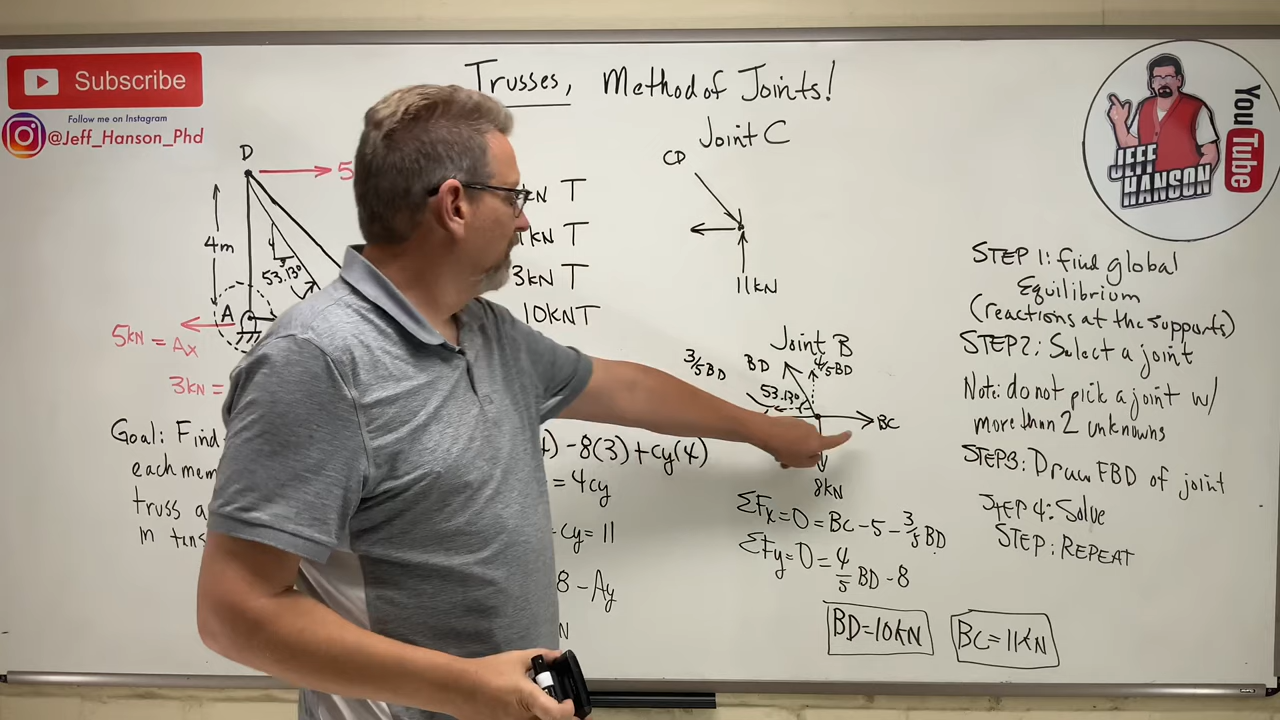 Subscribe
Follow me on Instagram
@Jeff_Hanson_Phd
Trusses, Method of Joints!
D
5
4m
4
3
53.13°
A
5kN = Ax
3kN =
Goal: Find
each mem
truss a
kN T
kN T
3kN T
10kN T
-8(3) + Cy(4)
= 4Cy
Cy = 11
8 - Ay
N
Joint C
CD
11kN
Joint B
3/5 BD
BD
4/5 BD
53.13°
BC
8kN
ΣFx = 0 = BC - 5 - 3/5 BD
ΣFy = 0 = 4/5 BD - 8
BD = 10kN
BC = 11kN
JEFF
HANSON
YouTube
STEP 1: Find global
Equilibrium
(reactions at the supports)
STEP 2: Select a joint
Note: do not pick a joint w/
more than 2 unknowns
STEP 3: Draw FBD of joint
STEP 4: Solve
STEP: REPEAT